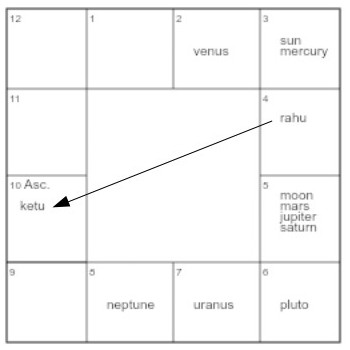 12
1
2
3
venus
sun
mercury
11
4
rahu
10 Asc.
ketu
5
moon
mars
jupiter
saturn
9
8
neptune
7
uranus
6
pluto